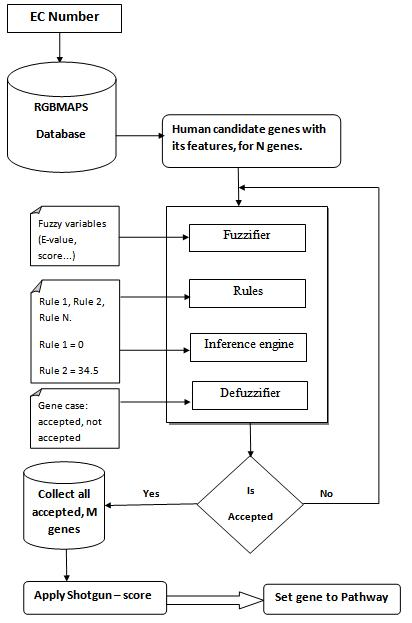 EC Number
RGBMAPS
Database
Human candidate genes with
its features, for N genes.
Fuzzy variables
(E-value,
score...)
Fuzzifier
Rule 1, Rule 2,
Rule N.
Rule 1 = 0
Rule 2 = 34.5
Rules
Inference engine
Gene case:
accepted, not
accepted
Defuzzifier
Is
Accepted
Yes
No
Collect all
accepted, M
genes
Apply Shotgun – score
Set gene to Pathway